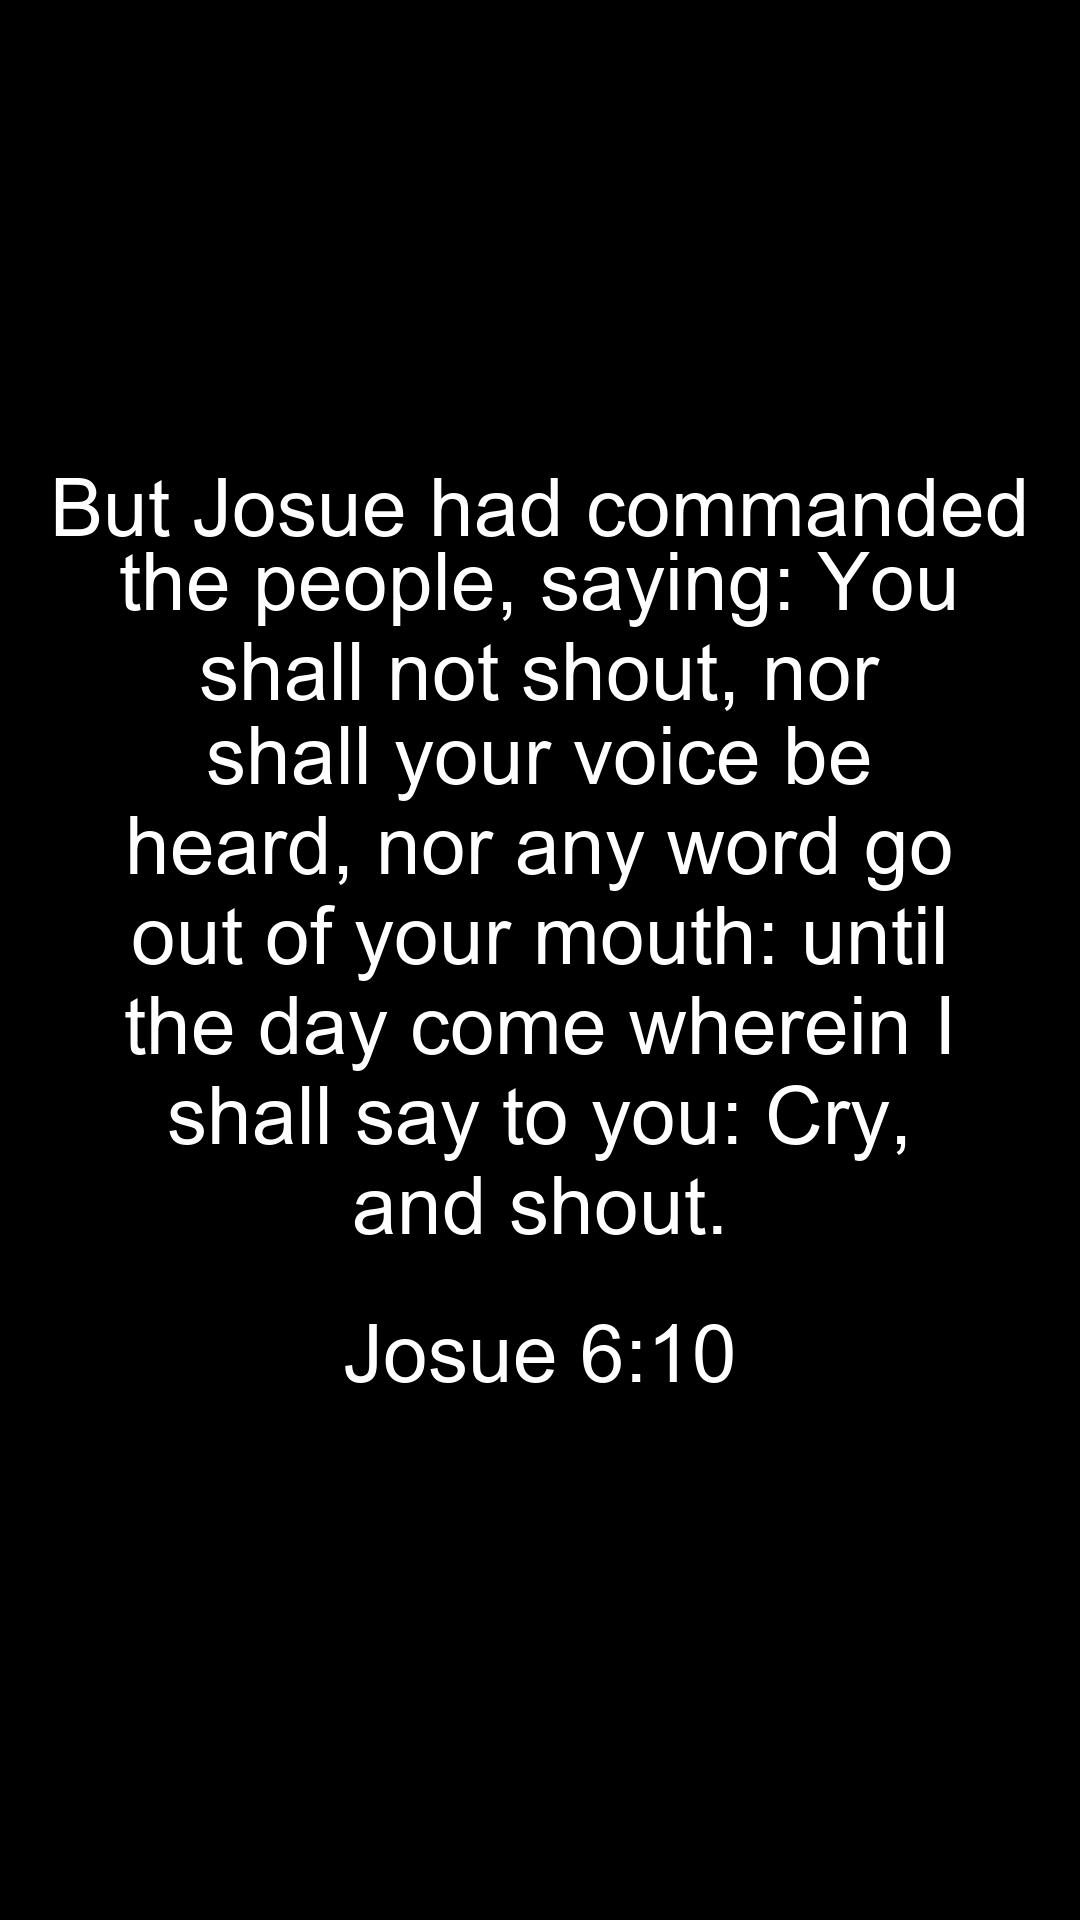 But Josue had commanded
the people, saying: You
shall not shout, nor
shall your voice be
heard, nor any word go
out of your mouth: until
the day come wherein I
shall say to you: Cry,
and shout.
Josue 6:10